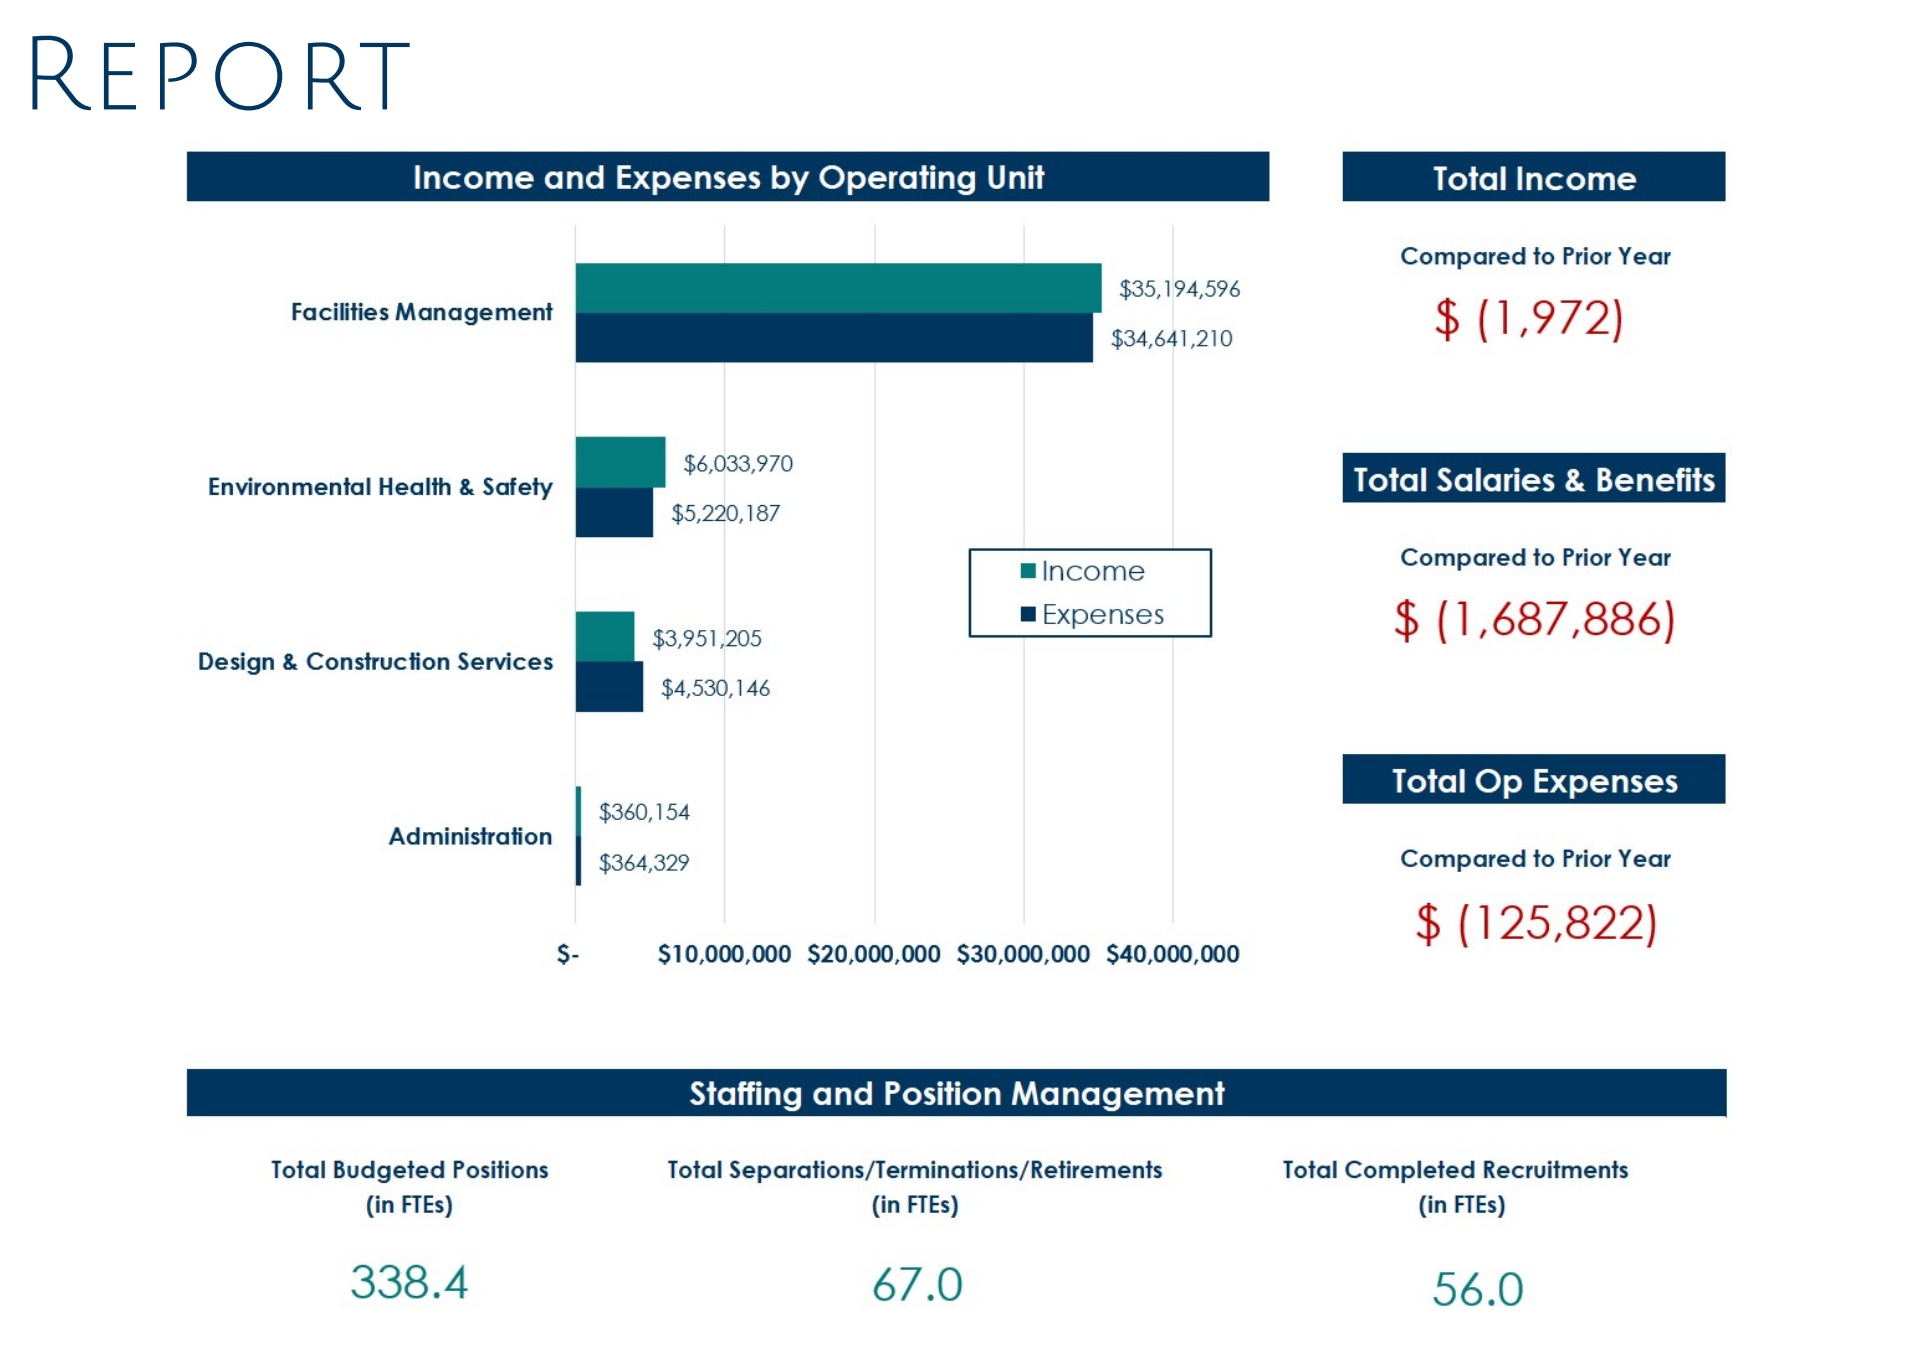 REPORT
Income and Expenses by Operating Unit
Facilities Management
$35,194,596
$34,641,210
Environmental Health & Safety
$6,033,970
$5,220,187
Income
Expenses
Design & Construction Services
$3,951,205
$4,530,146
Administration
$360,154
$364,329
$- $10,000,000 $20,000,000 $30,000,000 $40,000,000
Total Income
Compared to Prior Year
$ (1,972)
Total Salaries & Benefits
Compared to Prior Year
$ (1,687,886)
Total Op Expenses
Compared to Prior Year
$ (125,822)
Staffing and Position Management
Total Budgeted Positions
(in FTEs)
338.4
Total Separations/Terminations/Retirements
(in FTEs)
67.0
Total Completed Recruitments
(in FTEs)
56.0